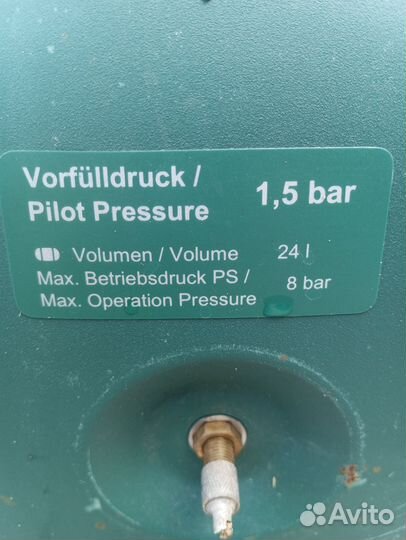 Vorfülldruck /
Pilot Pressure 1,5 bar
Volumen / Volume 24 l
Max. Betriebsdruck PS /
Max. Operation Pressure 8 bar
Avito